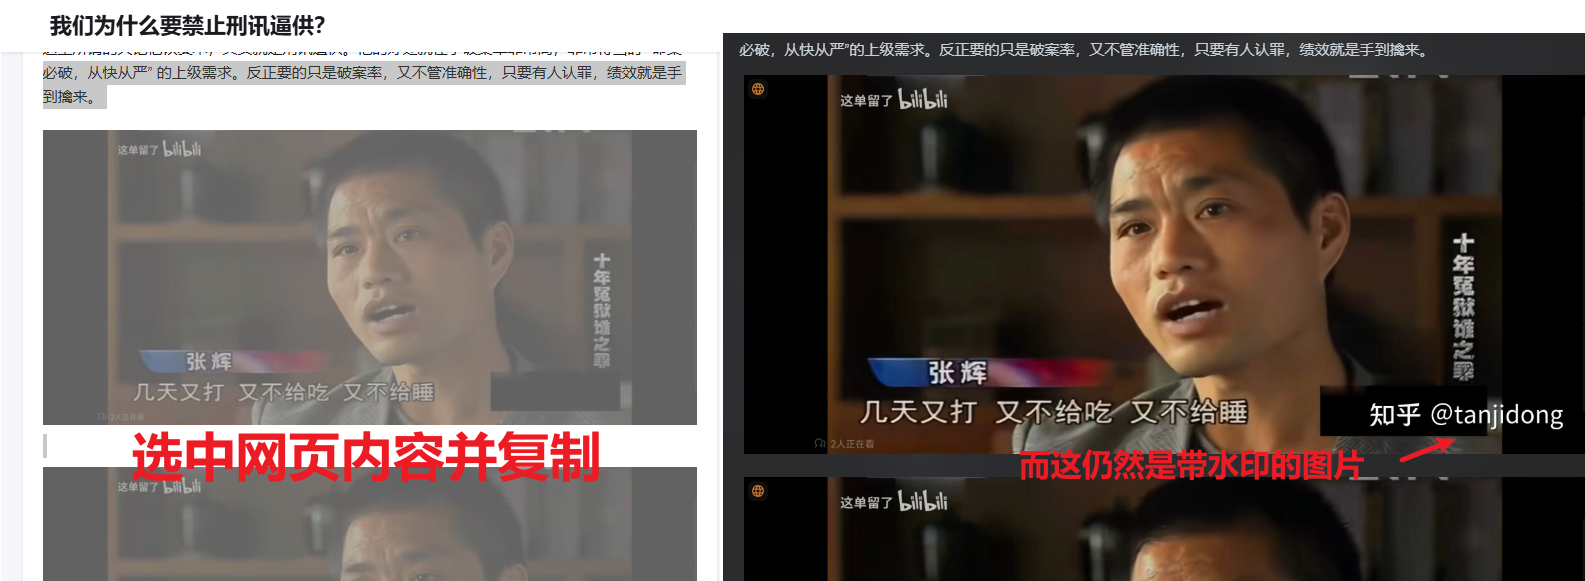 我们为什么要禁止刑讯逼供?
必破，从快从严” 的上级需求。反正要的只是破案率，又不管准确性，只要有人认罪，绩效就是手
到擒来。
这单留了 bilibili
十年冤狱谁之罪
张辉
几天又打 又不给吃 又不给睡
2人正在看
选中网页内容并复制
这单留了 bilibili
必破，从快从严”的上级需求。反正要的只是破案率，又不管准确性，只要有人认罪，绩效就是手到擒来。
这单留了 bilibili
十年冤狱谁之罪
张辉
几天又打 又不给吃 又不给睡
知乎 @tanjidong
2人正在看
而这仍然是带水印的图片
这单留了 bilibili